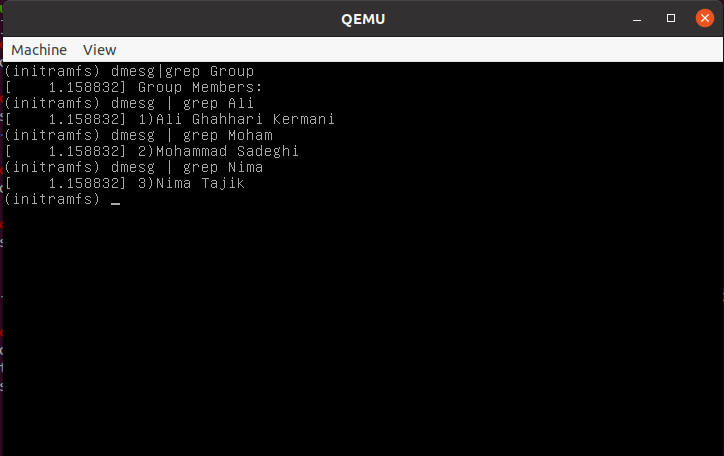 QEMU
Machine View
(initramfs) dmesg|grep Group
[    1.158832] Group Members:
(initramfs) dmesg | grep Ali
[    1.158832] 1)Ali Ghahhari Kermani
(initramfs) dmesg | grep Moham
[    1.158832] 2)Mohammad Sadeghi
(initramfs) dmesg | grep Nima
[    1.158832] 3)Nima Tajik
(initramfs) _